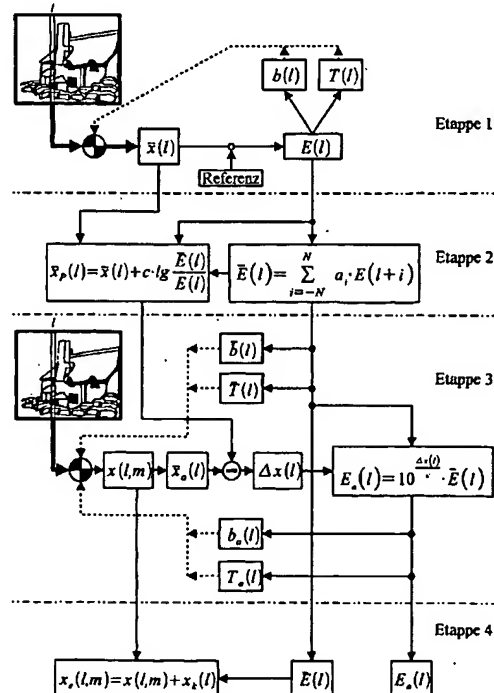 l
b(l)
T(l)
Etappe 1
x̄(l)
E(l)
Referenz
Etappe 2
x̄_P(l)=x̄(l)+c·lg Ē(l)/E(l)
Ē(l)= Σ_{i=-N}^{N} a_i·E(l+i)
l
b̄(l)
Etappe 3
T̄(l)
x(l,m)
x̄_a(l)
Δx(l)
E_a(l)=10^{Δx(l)/c}·Ē(l)
b_a(l)
T_a(l)
Etappe 4
x_e(l,m)=x(l,m)+x_k(l)
Ē(l)
E_a(l)